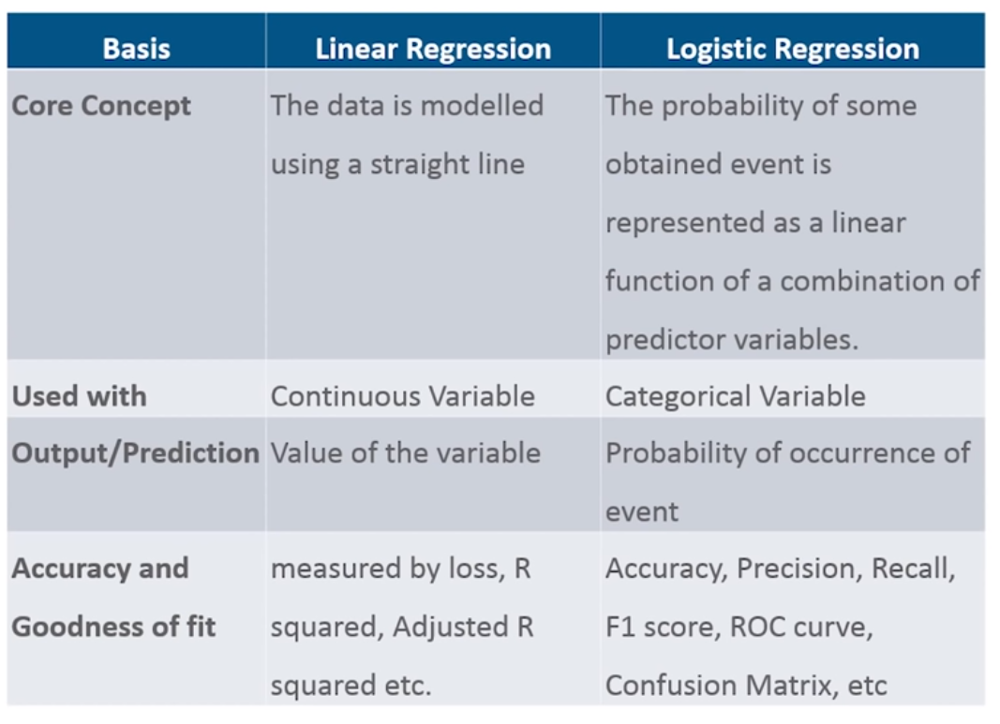 Basis Linear Regression Logistic Regression
Core Concept The data is modelled The probability of some
using a straight line obtained event is
represented as a linear
function of a combination of
predictor variables.
Used with Continuous Variable Categorical Variable
Output/Prediction Value of the variable Probability of occurrence of
event
Accuracy and measured by loss, R Accuracy, Precision, Recall,
Goodness of fit squared, Adjusted R F1 score, ROC curve,
squared etc. Confusion Matrix, etc